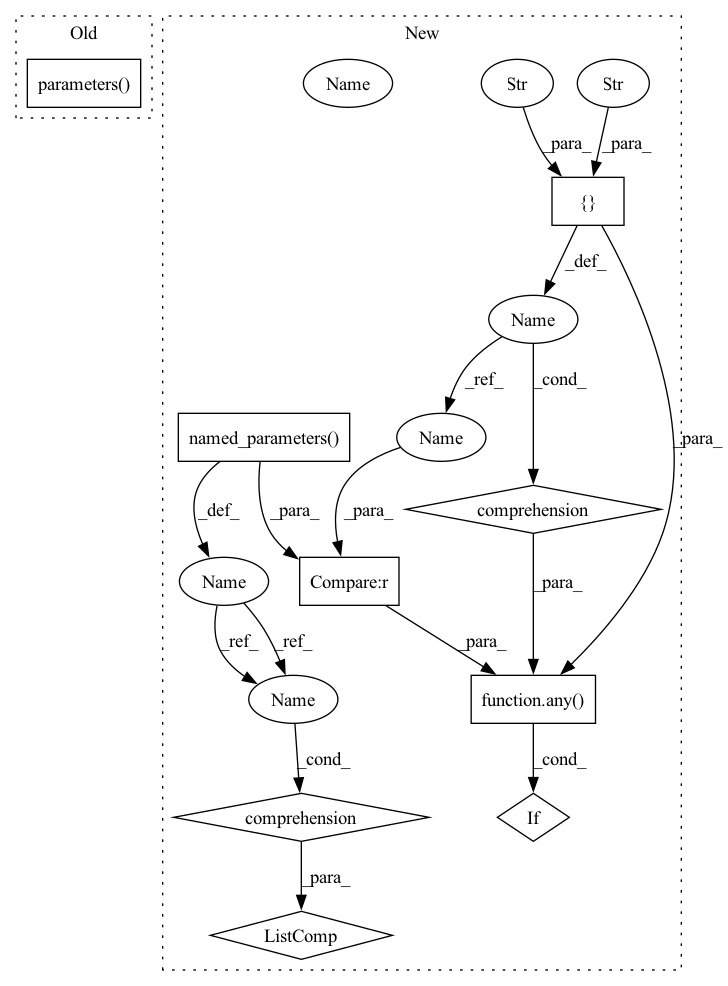 Old
New
parameters()
Name
Str
Str
_para_
_para_
{}
_def_
Name
_ref_
_cond_
named_parameters()
Name
_para_
_def_
_para_
_para_
comprehension
Name
Compare:r
_para_
_ref_
_ref_
_para_
Name
function.any()
_cond_
_cond_
comprehension
If
_para_
ListComp